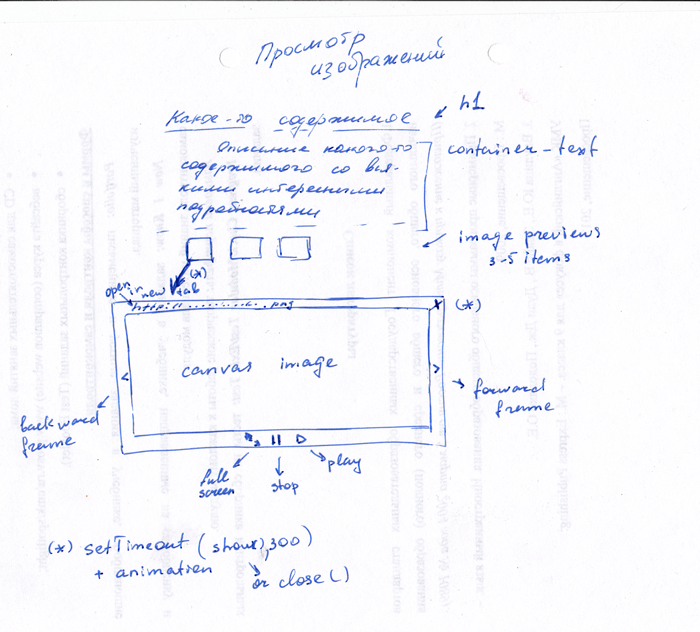 Просмотр
изображений
Какое-то содержимое
h1
Описание какого-то
содержимого со вся-
кими интересными
подробностями
container-text
image previews
3-5 items
(*)
open in new tab
http://...............png
x
(*)
canvas image
<
>
backward
frame
forward
frame
full
screen
stop
play
(*) setTimeout (show, 300)
+ animation
or close()